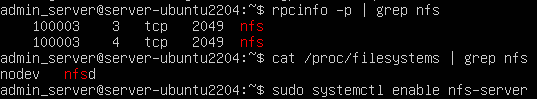 admin_server@server-ubuntu2204:~$ rpcinfo -p | grep nfs
    100003    3   tcp   2049  nfs
    100003    4   tcp   2049  nfs
admin_server@server-ubuntu2204:~$ cat /proc/filesystems | grep nfs
nodev   nfsd
admin_server@server-ubuntu2204:~$ sudo systemctl enable nfs-server